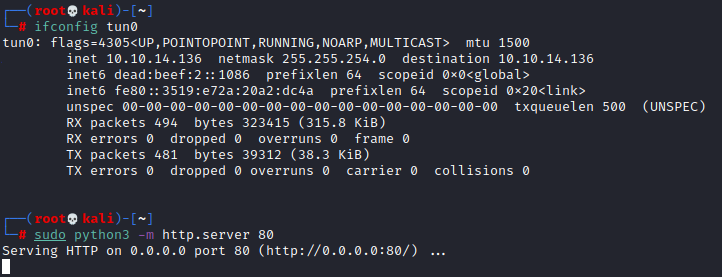 ┌──(root💀kali)-[~]
└─# ifconfig tun0
tun0: flags=4305<UP,POINTOPOINT,RUNNING,NOARP,MULTICAST>  mtu 1500
        inet 10.10.14.136  netmask 255.255.254.0  destination 10.10.14.136
        inet6 dead:beef:2::1086  prefixlen 64  scopeid 0×0<global>
        inet6 fe80::3519:e72a:20a2:dc4a  prefixlen 64  scopeid 0×20<link>
        unspec 00-00-00-00-00-00-00-00-00-00-00-00-00-00-00-00  txqueuelen 500  (UNSPEC)
        RX packets 494  bytes 323415 (315.8 KiB)
        RX errors 0  dropped 0  overruns 0  frame 0
        TX packets 481  bytes 39312 (38.3 KiB)
        TX errors 0  dropped 0 overruns 0  carrier 0  collisions 0
┌──(root💀kali)-[~]
└─# sudo python3 -m http.server 80
Serving HTTP on 0.0.0.0 port 80 (http://0.0.0.0:80/) ...